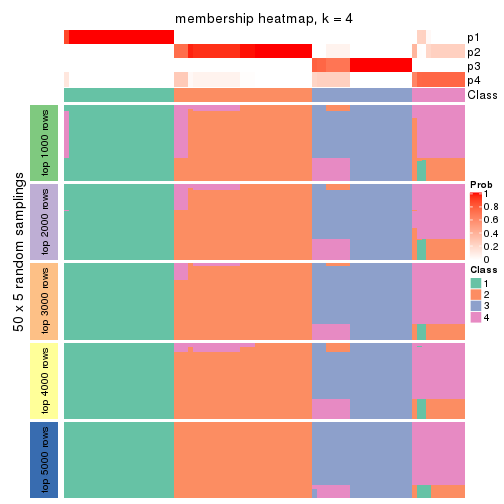 membership heatmap, k = 4
p1
p2
p3
p4
Class
50 x 5 random samplings
top 1000 rows
top 2000 rows
top 3000 rows
top 4000 rows
top 5000 rows
Prob
1
0.8
0.6
0.4
0.2
0
Class
1
2
3
4